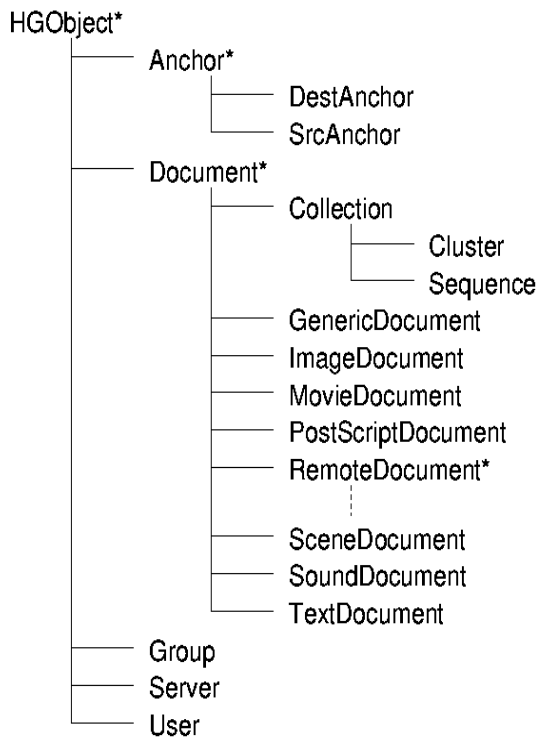 HGObject*
Anchor*
DestAnchor
SrcAnchor
Document*
Collection
Cluster
Sequence
GenericDocument
ImageDocument
MovieDocument
PostScriptDocument
RemoteDocument*
SceneDocument
SoundDocument
TextDocument
Group
Server
User